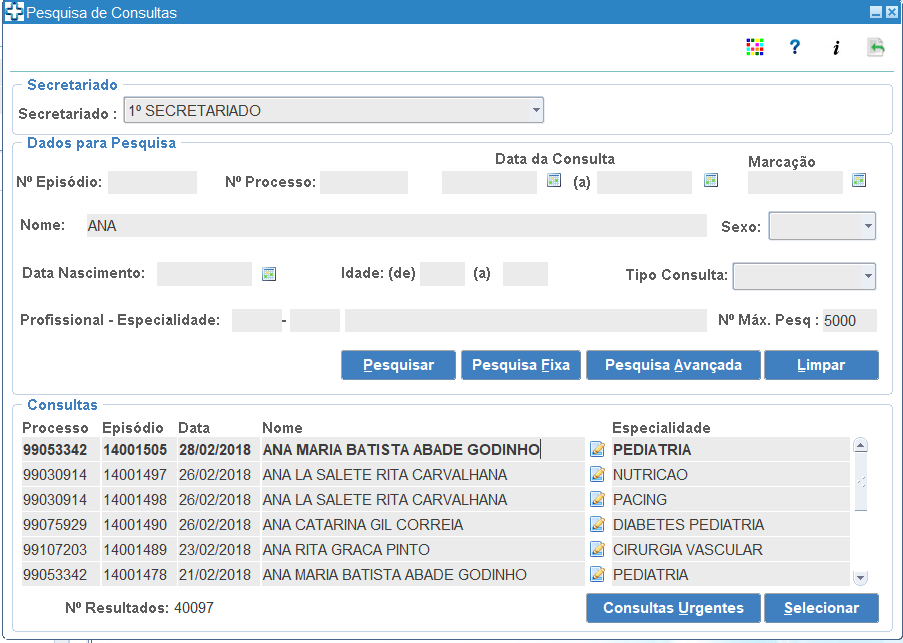 Pesquisa de Consultas
? i
Secretariado
Secretariado : 1º SECRETARIADO
Dados para Pesquisa
Data da Consulta Marcação
Nº Episódio: Nº Processo: (a)
Nome: ANA Sexo:
Data Nascimento: Idade: (de) (a) Tipo Consulta:
Profissional - Especialidade: - Nº Máx. Pesq : 5000
Pesquisar Pesquisa Fixa Pesquisa Avançada Limpar
Consultas
Processo Episódio Data Nome Especialidade
99053342 14001505 28/02/2018 ANA MARIA BATISTA ABADE GODINHO PEDIATRIA
99030914 14001497 26/02/2018 ANA LA SALETE RITA CARVALHANA NUTRICAO
99030914 14001498 26/02/2018 ANA LA SALETE RITA CARVALHANA PACING
99075929 14001490 26/02/2018 ANA CATARINA GIL CORREIA DIABETES PEDIATRIA
99107203 14001489 23/02/2018 ANA RITA GRACA PINTO CIRURGIA VASCULAR
99053342 14001478 21/02/2018 ANA MARIA BATISTA ABADE GODINHO PEDIATRIA
Nº Resultados: 40097 Consultas Urgentes Selecionar